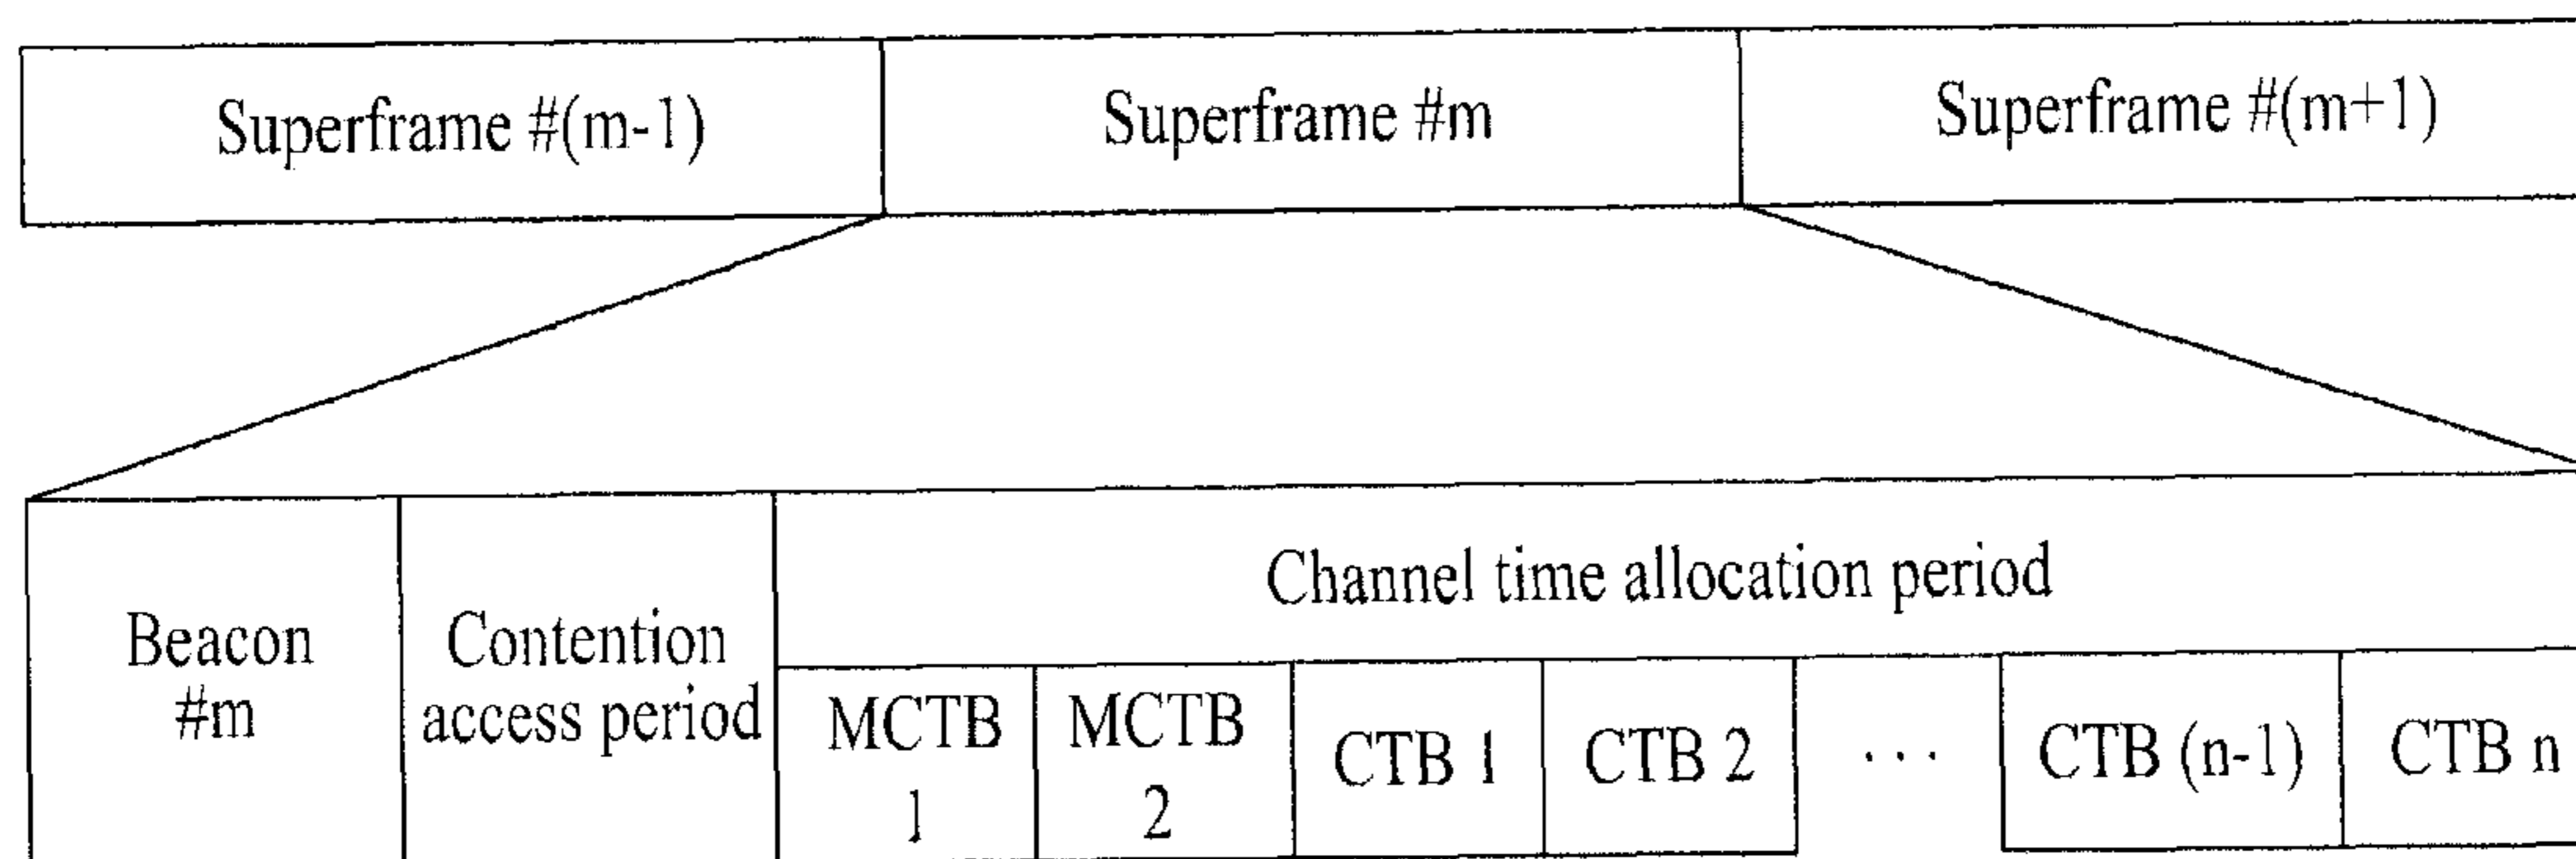 Superframe #(m-1)
Superframe #m
Superframe #(m+1)
Beacon
#m
Contention
access period
Channel time allocation period
MCTB
1
MCTB
2
CTB 1
CTB 2
...
CTB (n-1)
CTB n